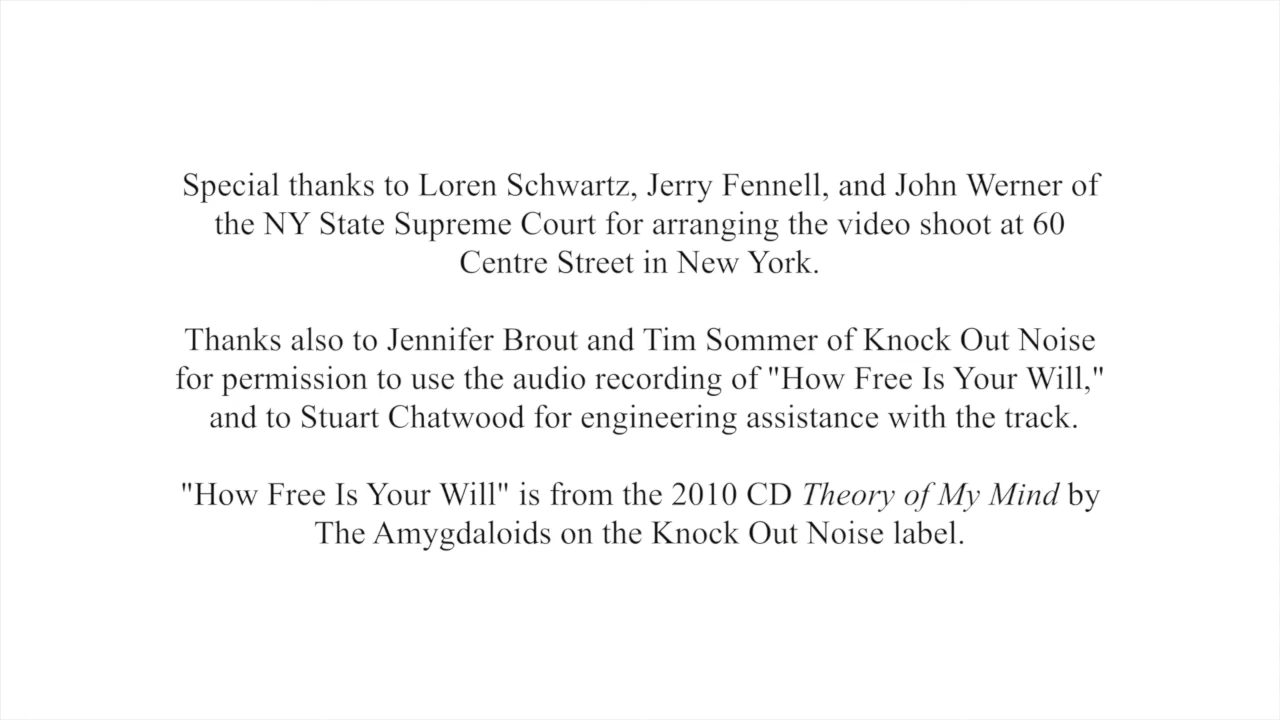 Special thanks to Loren Schwartz, Jerry Fennell, and John Werner of
the NY State Supreme Court for arranging the video shoot at 60
Centre Street in New York.
Thanks also to Jennifer Brout and Tim Sommer of Knock Out Noise
for permission to use the audio recording of "How Free Is Your Will,"
and to Stuart Chatwood for engineering assistance with the track.
"How Free Is Your Will" is from the 2010 CD Theory of My Mind by
The Amygdaloids on the Knock Out Noise label.